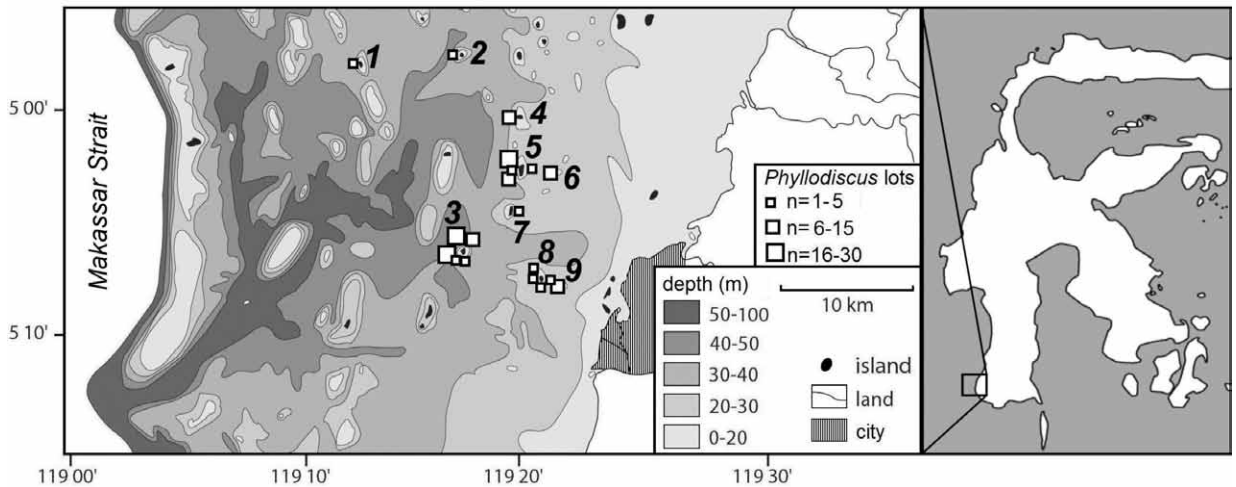 1
2
5 00'
4
5
6
Makassar Strait
3
7
8
9
5 10'
Phyllodiscus lots
n= 1- 5
n= 6-15
n=16-30
depth (m)
50-100
40-50
30-40
20-30
0-20
10 km
island
land
city
119 00'
119 10'
119 20'
119 30'